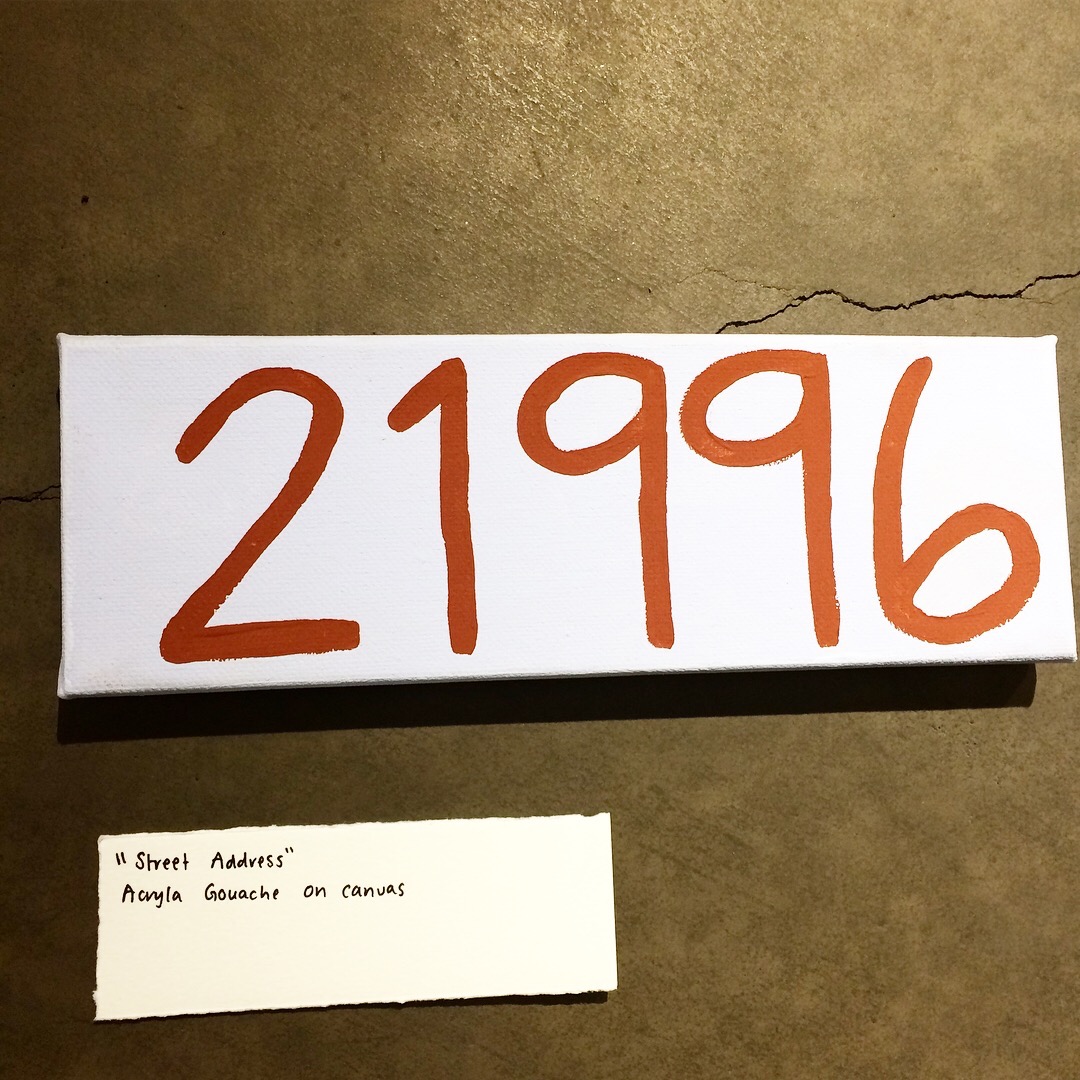 21996
"Street Address"
Acryla Gouache on canvas